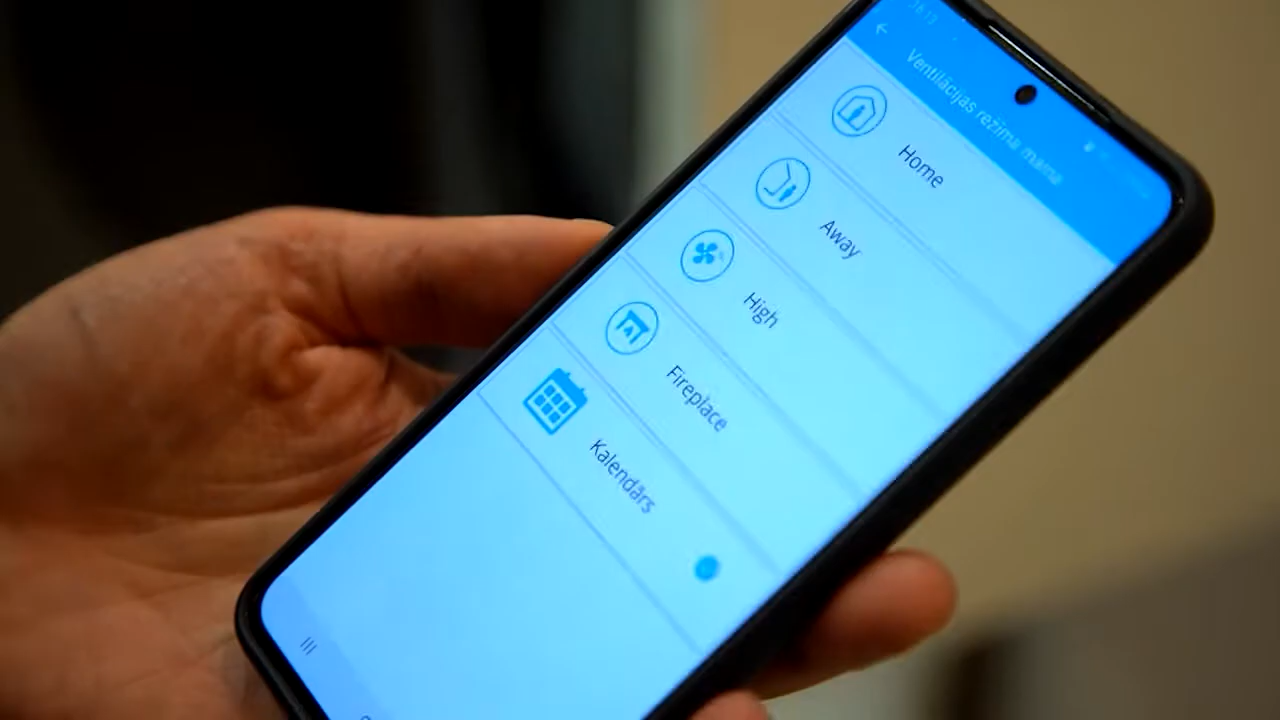 Ventilācijas režīma maiņa
Home
Away
High
Fireplace
Kalendārs